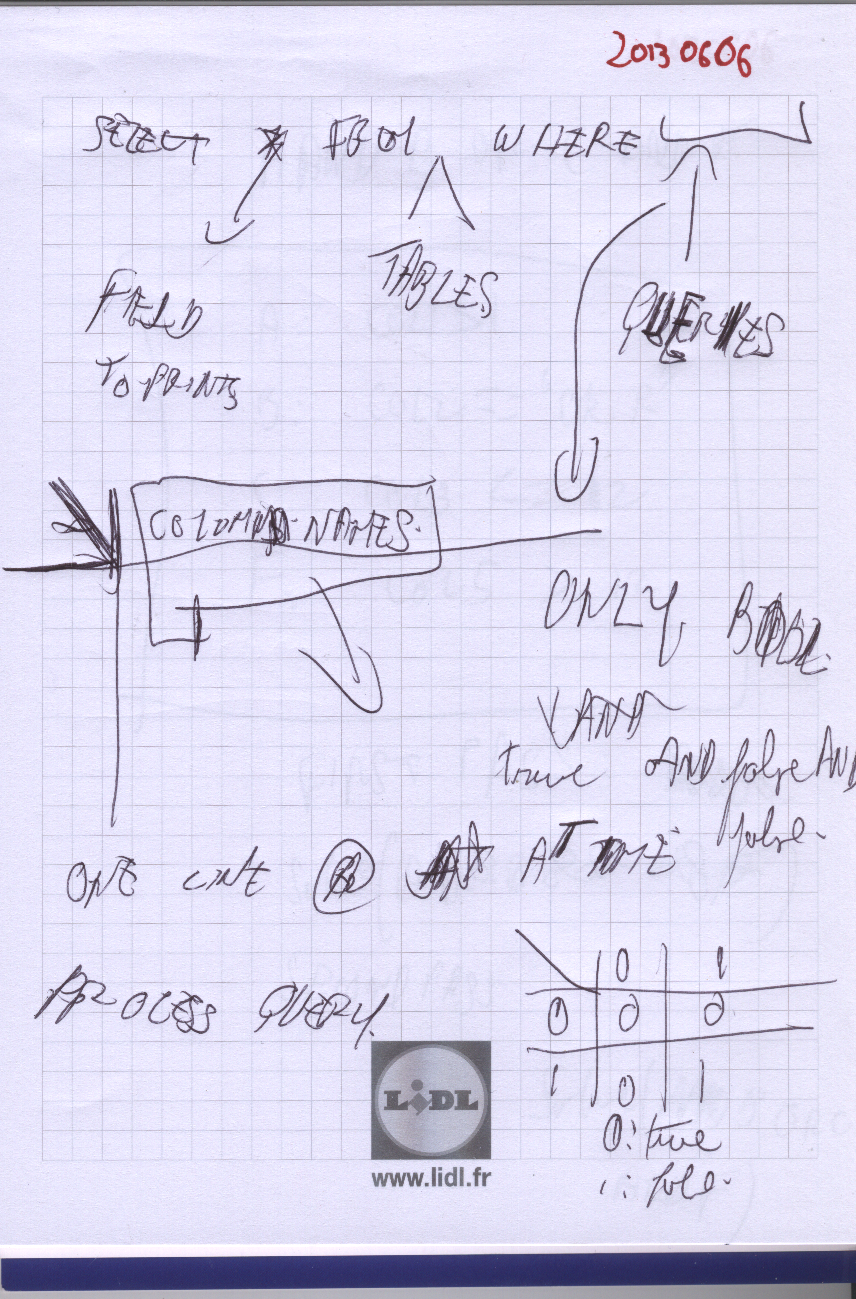 20130606
SELECT * FROM WHERE
TABLES
QUERIES
FIELD
TO PRINTS
COLUMNS NAMES.
ONLY
AND
true AND false AND
false.
ONE LINE AT TIME
PROCESS QUERY.
0 1
0 0 0
1 0 1
0: true
1: false.
LiDL
www.lidl.fr